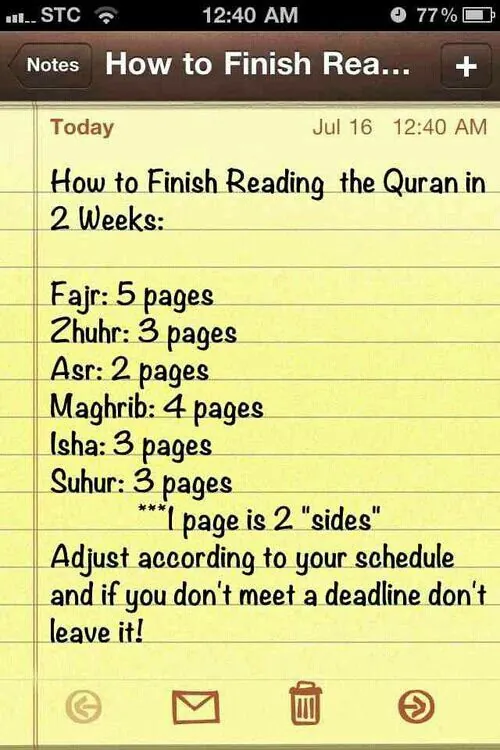 STC 12:40 AM 77%
Notes How to Finish Rea... +
Today Jul 16 12:40 AM
How to Finish Reading the Quran in
2 Weeks:
Fajr: 5 pages
Zhuhr: 3 pages
Asr: 2 pages
Maghrib: 4 pages
Isha: 3 pages
Suhur: 3 pages
***1 page is 2 "sides"
Adjust according to your schedule
and if you don't meet a deadline don't
leave it!